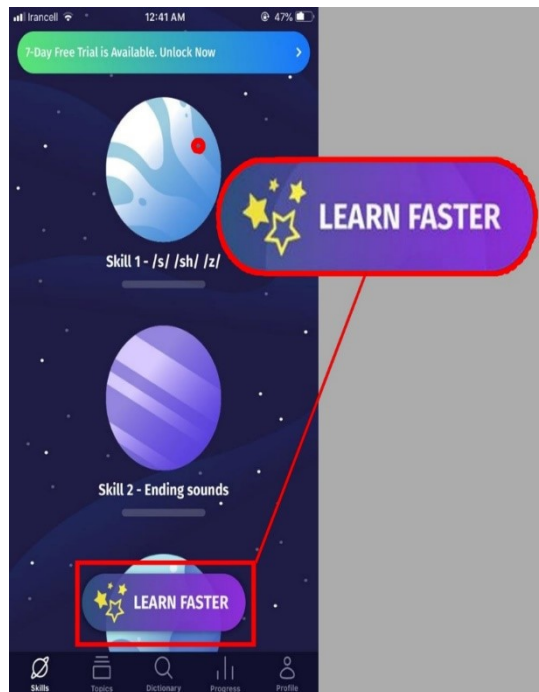 Irancell 12:41 AM 47%
7-Day Free Trial is Available. Unlock Now
LEARN FASTER
Skill 1 - /s/ /sh/ /z/
Skill 2 - Ending sounds
LEARN FASTER
Skills Topics Dictionary Progress Profile